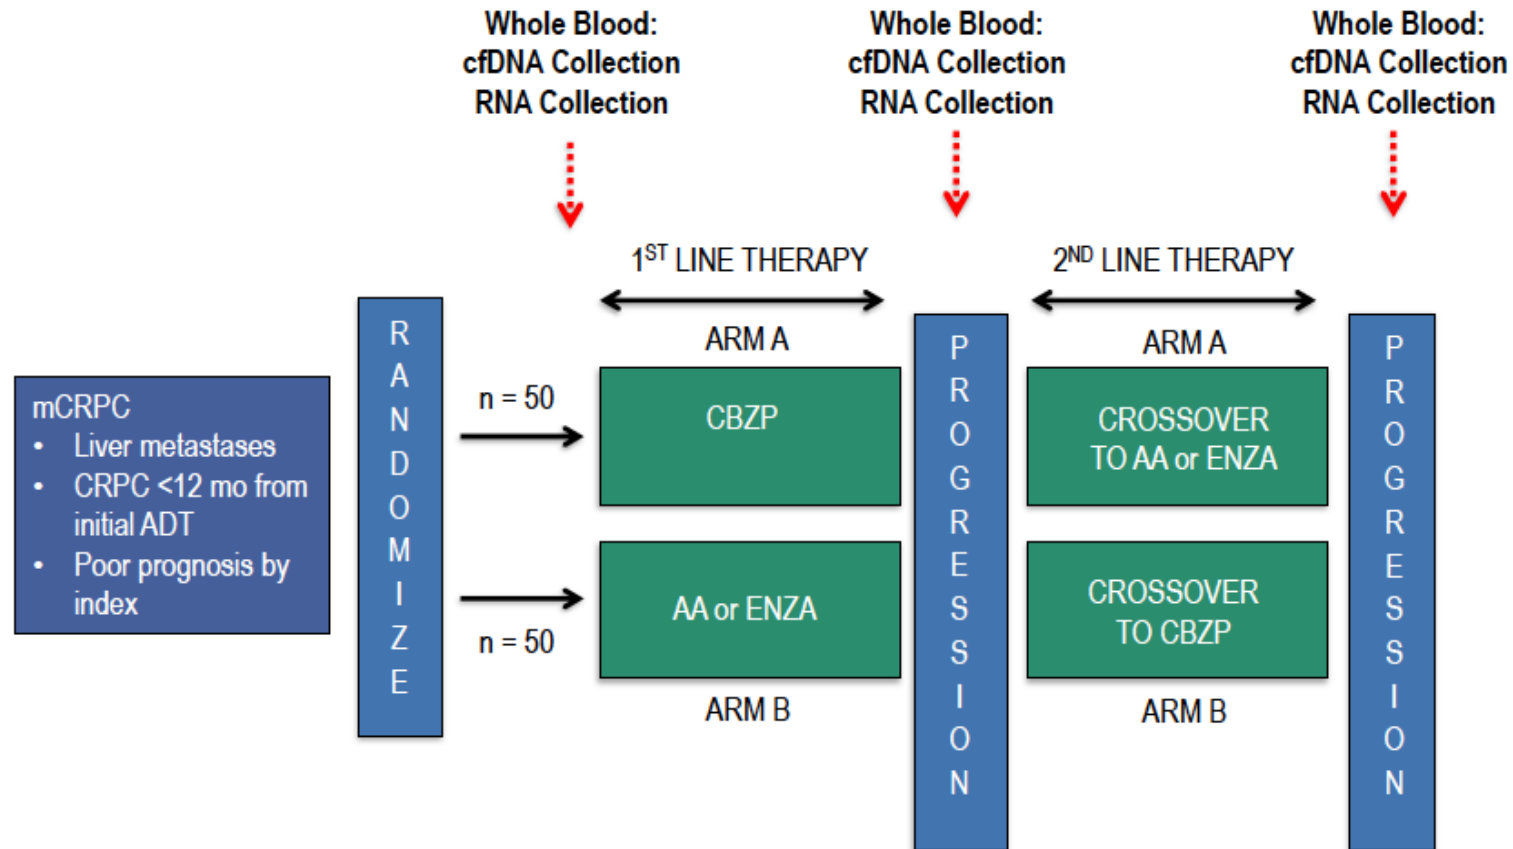 Whole Blood:
cfDNA Collection
RNA Collection
Whole Blood:
cfDNA Collection
RNA Collection
Whole Blood:
cfDNA Collection
RNA Collection
mCRPC
• Liver metastases
• CRPC <12 mo from
initial ADT
• Poor prognosis by
index
R
A
N
D
O
M
I
Z
E
n = 50
n = 50
1ST LINE THERAPY
ARM A
CBZP
AA or ENZA
ARM B
P
R
O
G
R
E
S
S
I
O
N
2ND LINE THERAPY
ARM A
CROSSOVER
TO AA or ENZA
CROSSOVER
TO CBZP
ARM B
P
R
O
G
R
E
S
S
I
O
N